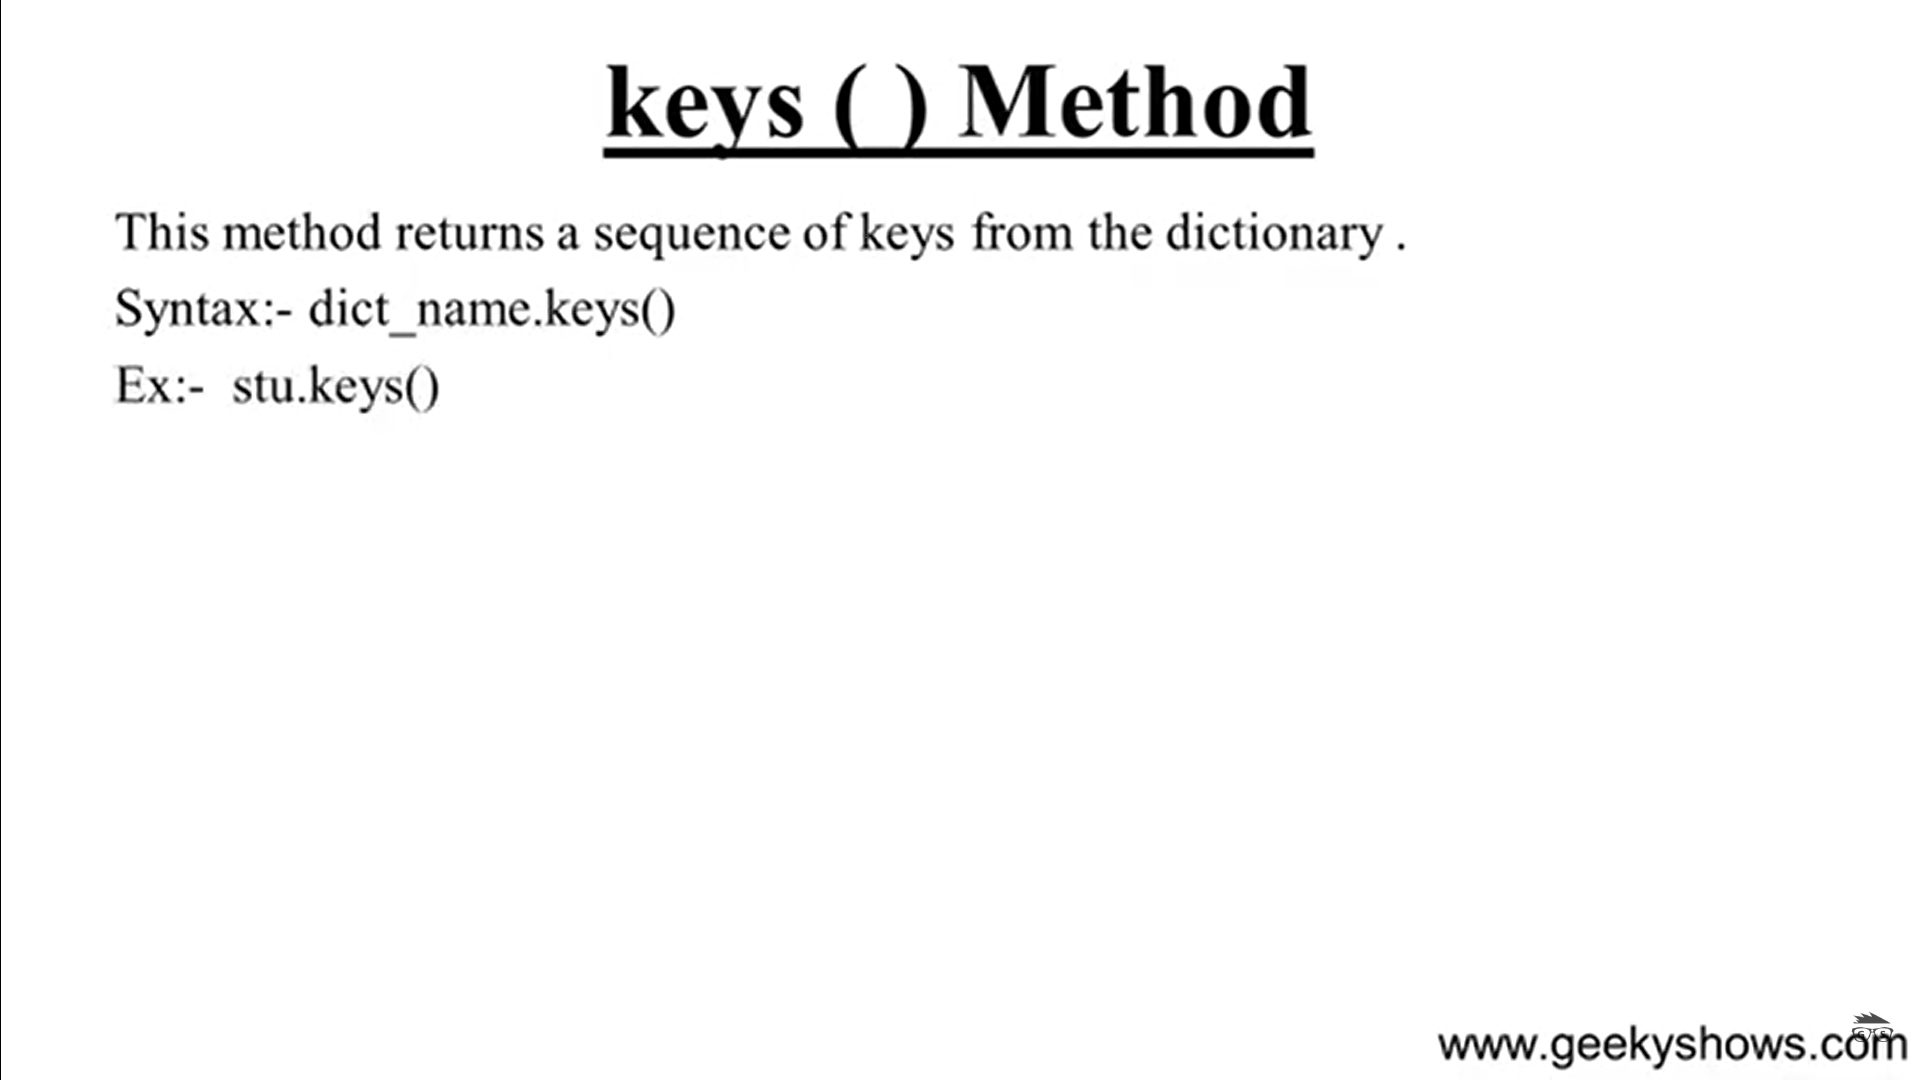 keys ( ) Method
This method returns a sequence of keys from the dictionary .
Syntax:- dict_name.keys()
Ex:- stu.keys()
www.geekyshows.com